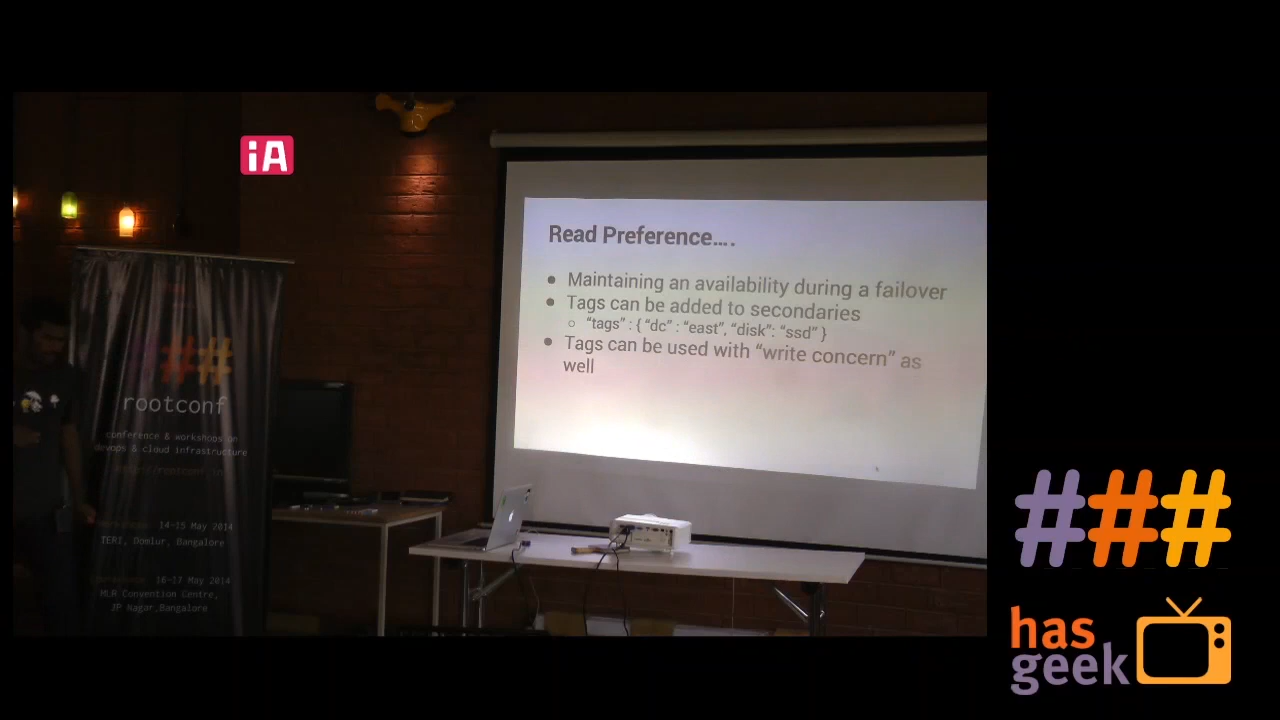 iA
Read Preference....
● Maintaining an availability during a failover
● Tags can be added to secondaries
○ “tags” : { “dc” : “east”, “disk”: “ssd” }
● Tags can be used with “write concern” as
well
##
rootconf
conference & workshops on
devops & cloud infrastructure
14-15 May 2014
TERI, Domlur, Bangalore
16-17 May 2014
MLR Convention Centre,
JP Nagar,Bangalore
###
has
geek